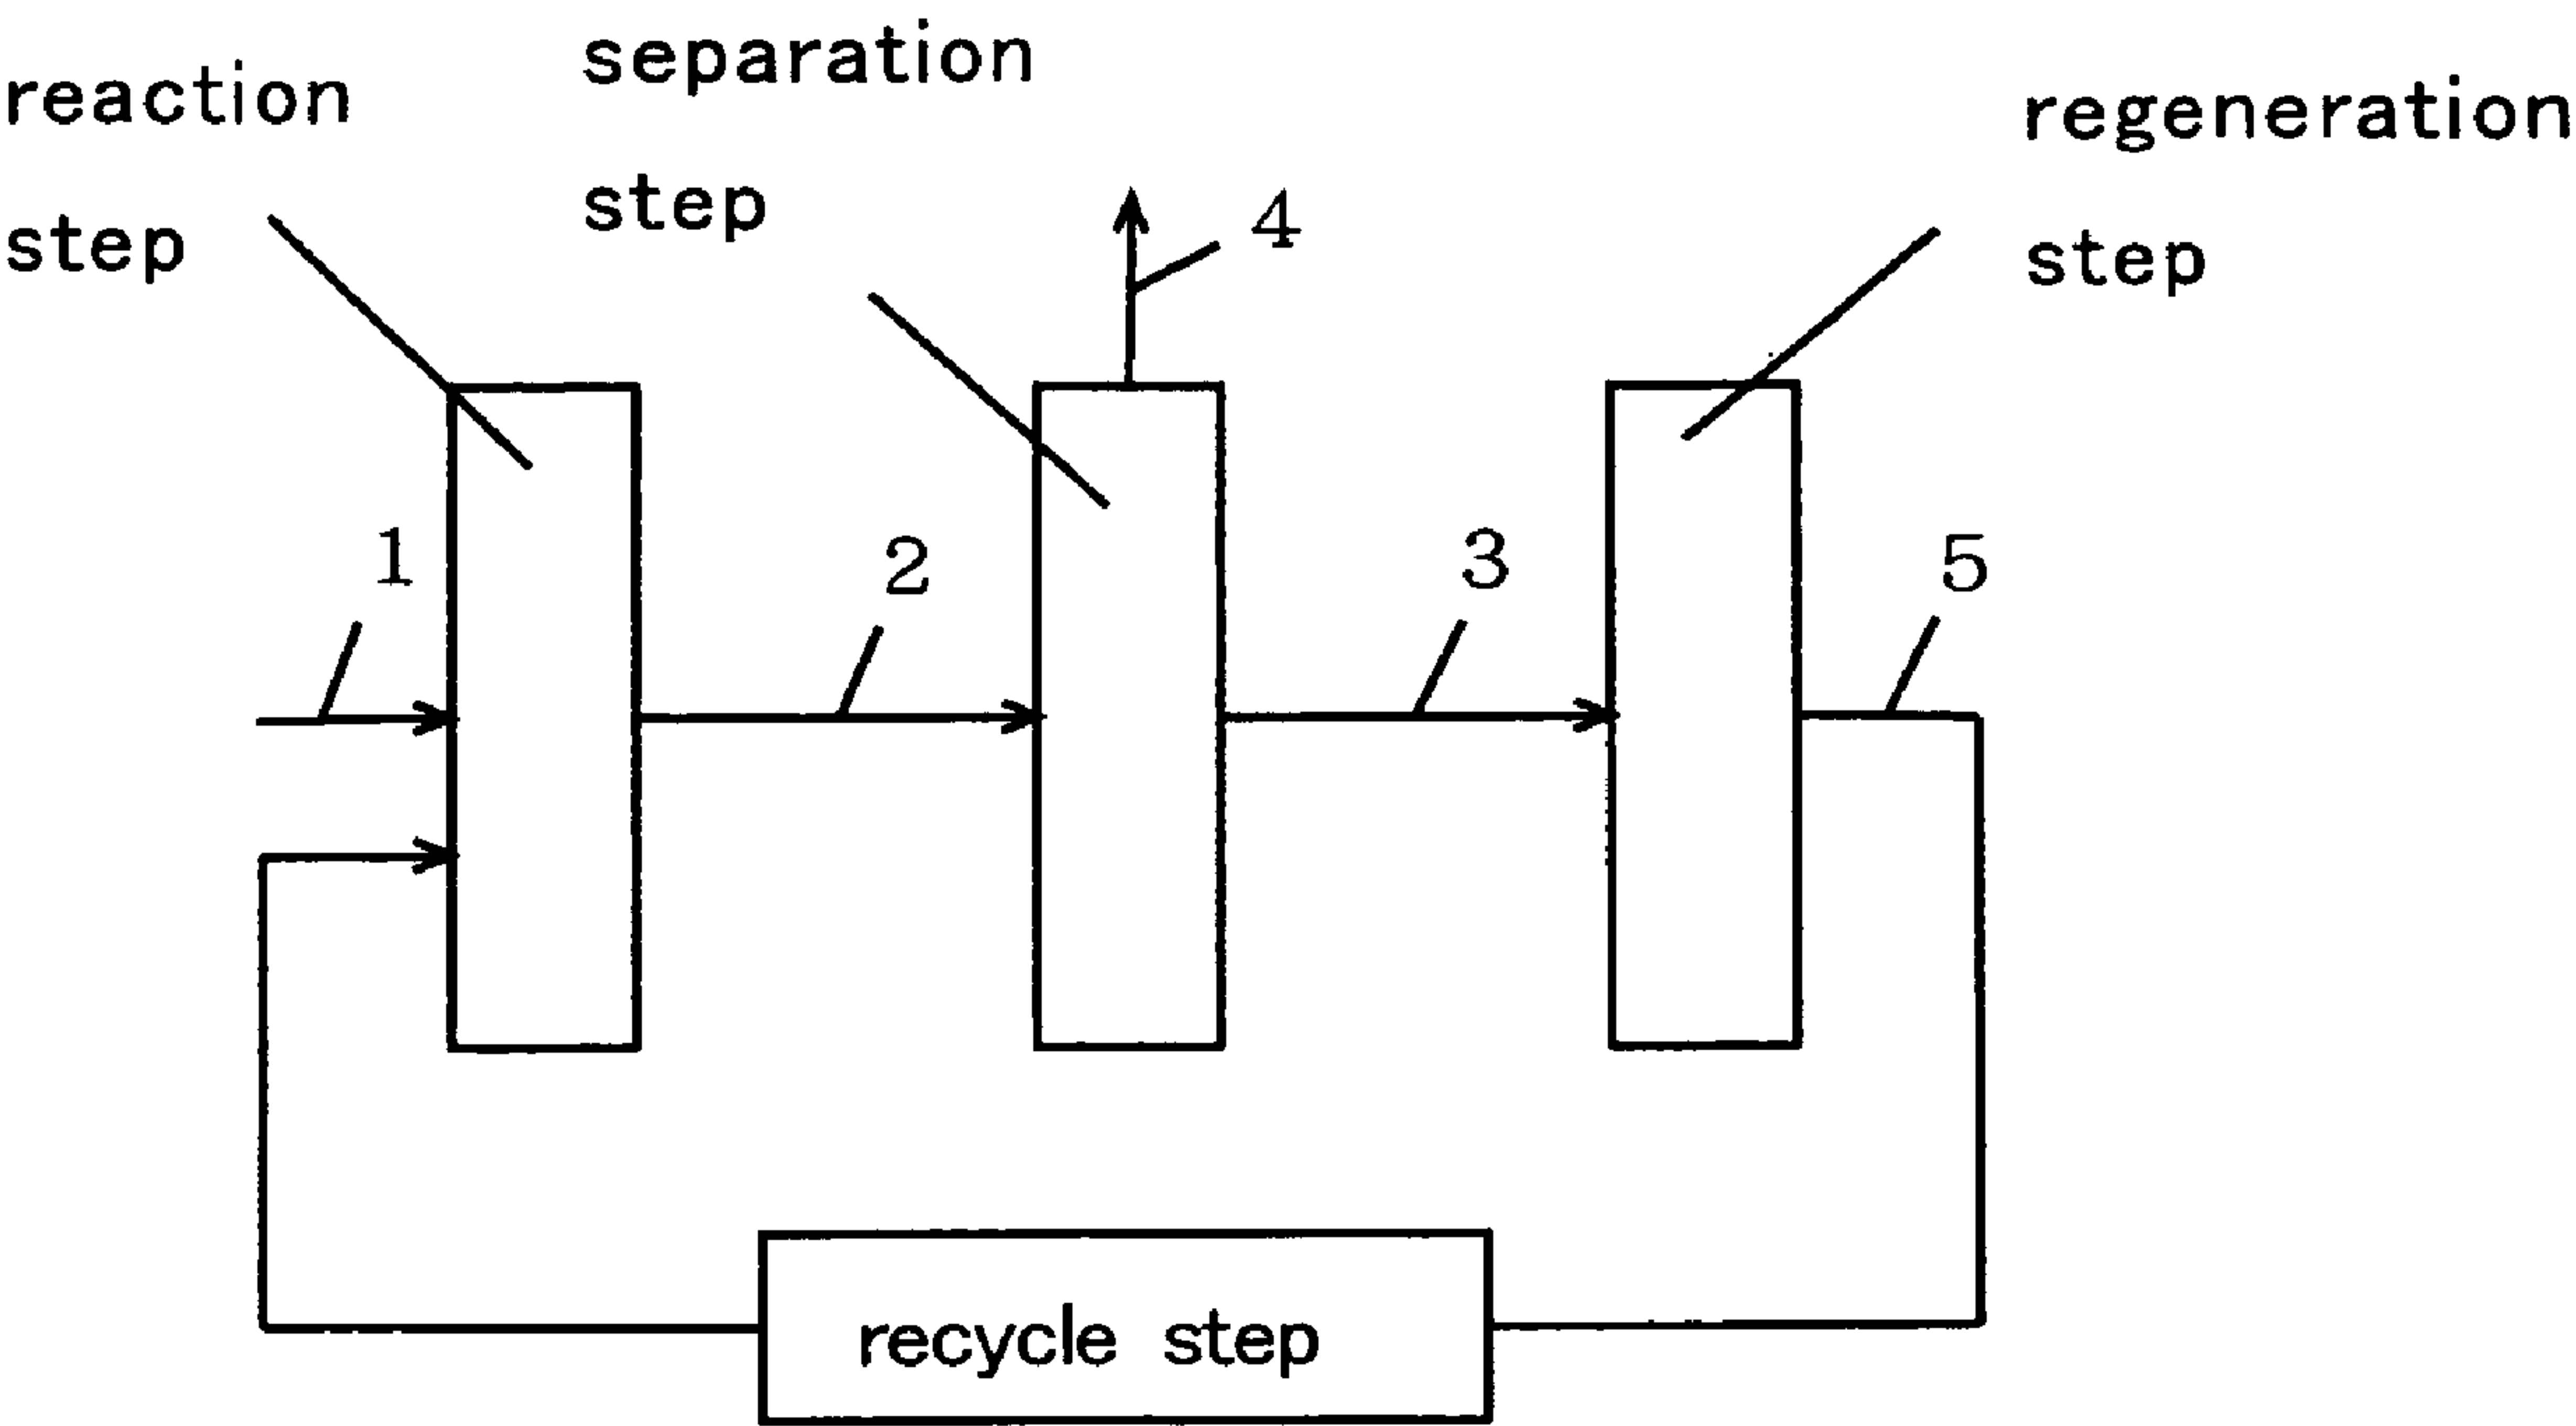 reaction
step
separation
step
regeneration
step
4
1
2
3
5
recycle step